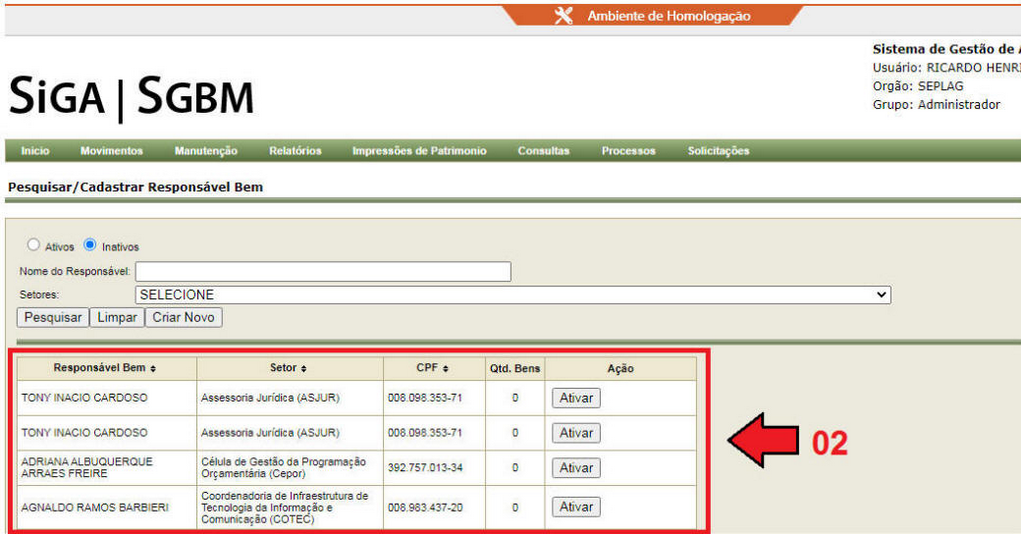 Ambiente de Homologação
Sistema de Gestão de
Usuário: RICARDO HENRI
Orgão: SEPLAG
Grupo: Administrador
SiGA | SGBM
Inicio Movimentos Manutenção Relatórios Impressões de Patrimonio Consultas Processos Solicitações
Pesquisar/Cadastrar Responsável Bem
Ativos Inativos
Nome do Responsável:
Setores: SELECIONE
Pesquisar Limpar Criar Novo
Responsável Bem Setor CPF Qtd. Bens Ação
TONY INACIO CARDOSO Assessoria Jurídica (ASJUR) 008.098.353-71 0 Ativar
TONY INACIO CARDOSO Assessoria Jurídica (ASJUR) 008.098.353-71 0 Ativar
ADRIANA ALBUQUERQUE
ARRAES FREIRE
Célula de Gestão da Programação
Orçamentária (Cepor)
392.757.013-34 0 Ativar
AGNALDO RAMOS BARBIERI
Coordenadoria de Infraestrutura de
Tecnologia da Informação e
Comunicação (COTEC)
008.983.437-20 0 Ativar
02